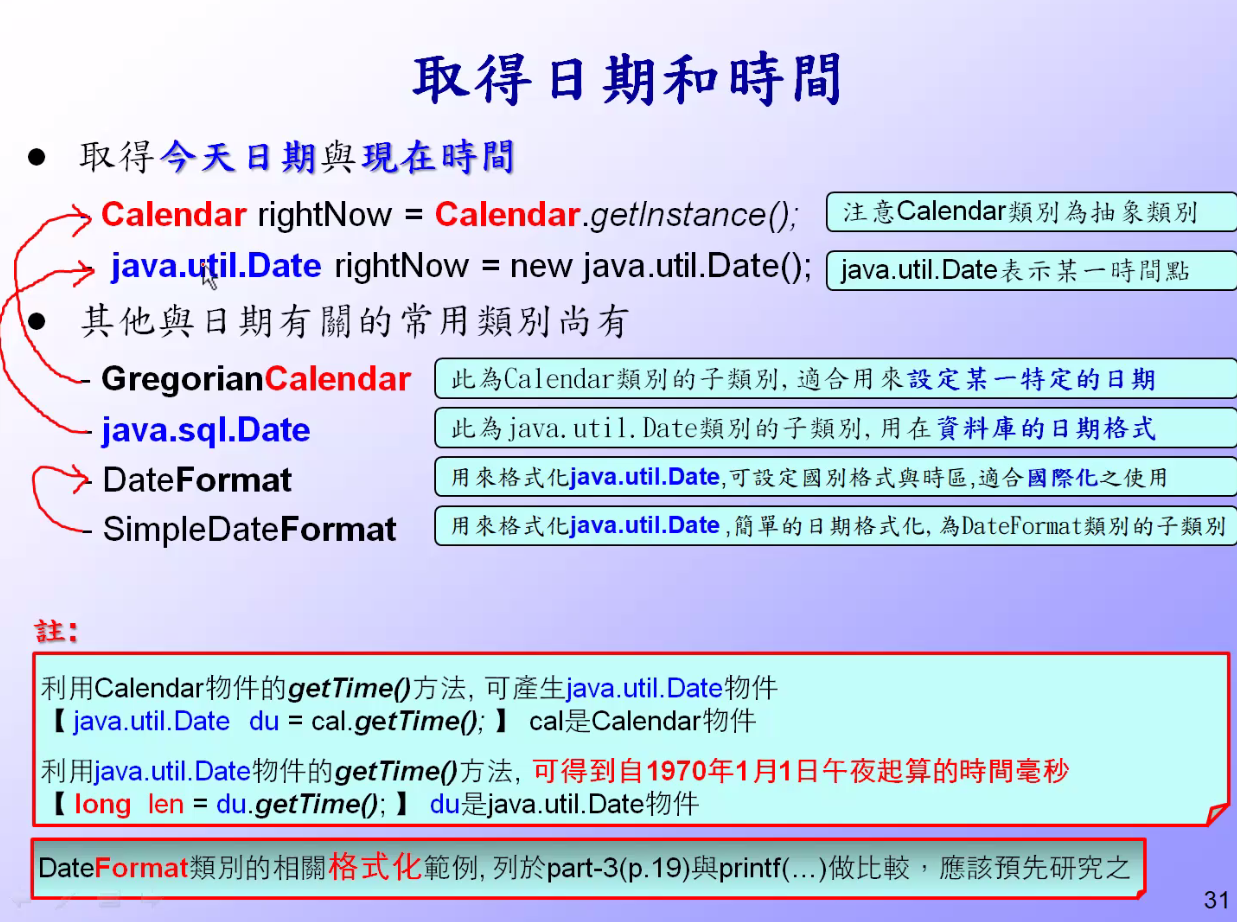 取得日期和時間
● 取得今天日期與現在時間
- Calendar rightNow = Calendar.getInstance();
注意Calendar類別為抽象類別
- java.util.Date rightNow = new java.util.Date();
java.util.Date表示某一時間點
● 其他與日期有關的常用類別尚有
- GregorianCalendar
此為Calendar類別的子類別,適合用來設定某一特定的日期
- java.sql.Date
此為java.util.Date類別的子類別,用在資料庫的日期格式
- DateFormat
用來格式化java.util.Date,可設定國別格式與時區,適合國際化之使用
- SimpleDateFormat
用來格式化java.util.Date ,簡單的日期格式化,為DateFormat類別的子類別
註:
利用Calendar物件的getTime()方法, 可產生java.util.Date物件
【 java.util.Date du = cal.getTime(); 】 cal是Calendar物件
利用java.util.Date物件的getTime()方法, 可得到自1970年1月1日午夜起算的時間毫秒
【 long len = du.getTime(); 】 du是java.util.Date物件
DateFormat類別的相關格式化範例, 列於part-3(p.19)與printf(…)做比較，應該預先研究之
31